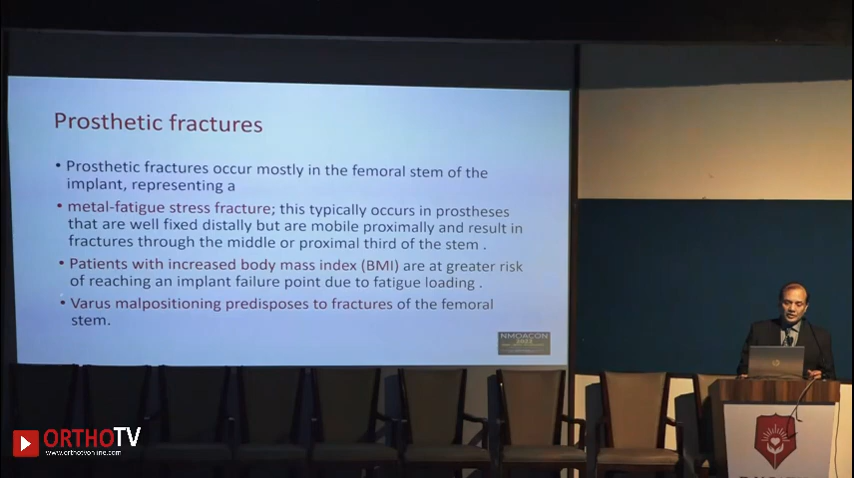 Prosthetic fractures
• Prosthetic fractures occur mostly in the femoral stem of the
implant, representing a
• metal-fatigue stress fracture; this typically occurs in prostheses
that are well fixed distally but are mobile proximally and result in
fractures through the middle or proximal third of the stem .
• Patients with increased body mass index (BMI) are at greater risk
of reaching an implant failure point due to fatigue loading .
• Varus malpositioning predisposes to fractures of the femoral
stem.
NMOACON
ORTHOTV
www.orthotvonline.com